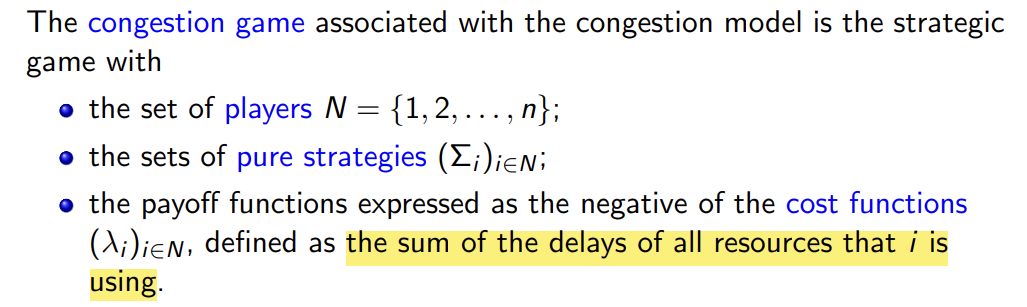 The congestion game associated with the congestion model is the strategic
game with
the set of players N = {1, 2, . . . , n};
the sets of pure strategies (Σᵢ)ᵢ∈N;
the payoff functions expressed as the negative of the cost functions
(λᵢ)ᵢ∈N, defined as the sum of the delays of all resources that i is
using.